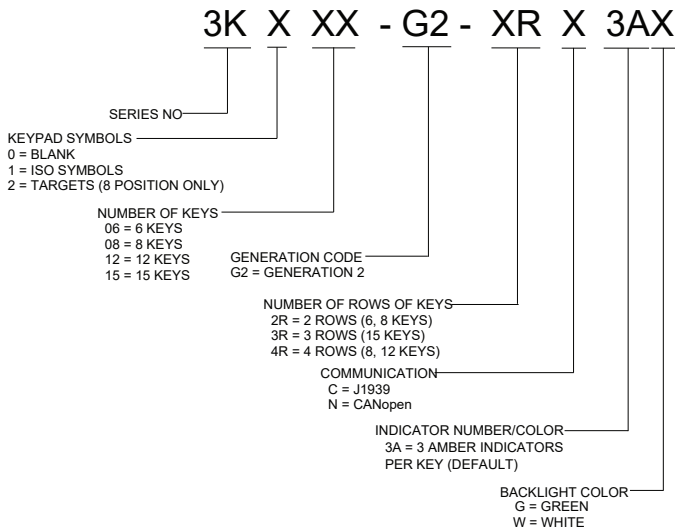 3K X XX - G2 - XR X 3AX
SERIES NO
KEYPAD SYMBOLS
0 = BLANK
1 = ISO SYMBOLS
2 = TARGETS (8 POSITION ONLY)
NUMBER OF KEYS
06 = 6 KEYS
08 = 8 KEYS
12 = 12 KEYS
15 = 15 KEYS
GENERATION CODE
G2 = GENERATION 2
NUMBER OF ROWS OF KEYS
2R = 2 ROWS (6, 8 KEYS)
3R = 3 ROWS (15 KEYS)
4R = 4 ROWS (8, 12 KEYS)
COMMUNICATION
C = J1939
N = CANopen
INDICATOR NUMBER/COLOR
3A = 3 AMBER INDICATORS
PER KEY (DEFAULT)
BACKLIGHT COLOR
G = GREEN
W = WHITE